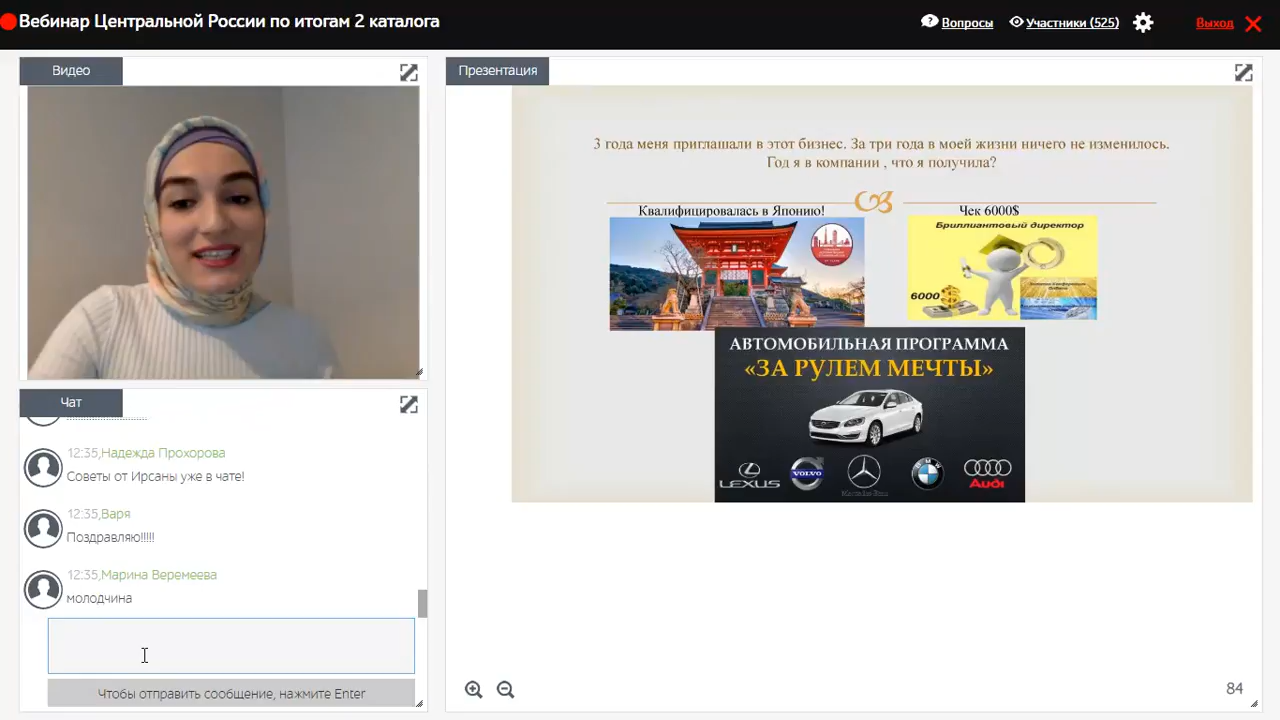 Вебинар Центральной России по итогам 2 каталога
Вопросы
Участники (525)
Выход
Видео
Презентация
3 года меня приглашали в этот бизнес. За три года в моей жизни ничего не изменилось.
Год я в компании , что я получила?
Квалифицировалась в Японию!
Чек 6000$
Бриллиантовый директор
6000
АВТОМОБИЛЬНАЯ ПРОГРАММА
«ЗА РУЛЕМ МЕЧТЫ»
LEXUS
VOLVO
Mercedes-Benz
BMW
Audi
Чат
12:35,Надежда Прохорова
Советы от Ирсаны уже в чате!
12:35,Варя
Поздравляю!!!!!
12:35,Марина Веремеева
молодчина
Чтобы отправить сообщение, нажмите Enter
84